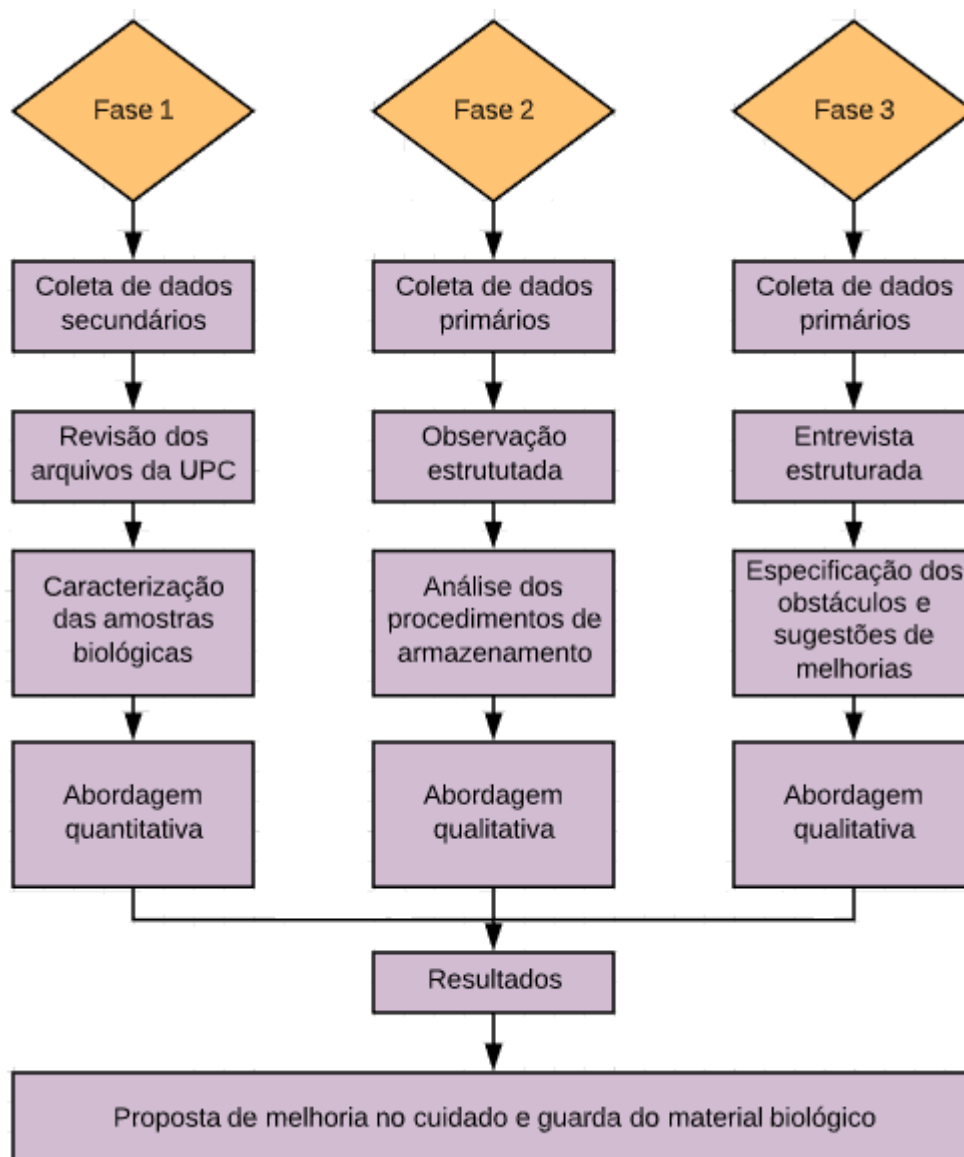 Fase 1
Coleta de dados
secundários
Revisão dos
arquivos da UPC
Caracterização
das amostras
biológicas
Abordagem
quantitativa
Fase 2
Coleta de dados
primários
Observação
estrututada
Análise dos
procedimentos de
armazenamento
Abordagem
qualitativa
Fase 3
Coleta de dados
primários
Entrevista
estruturada
Especificação dos
obstáculos e
sugestões de
melhorias
Abordagem
qualitativa
Resultados
Proposta de melhoria no cuidado e guarda do material biológico